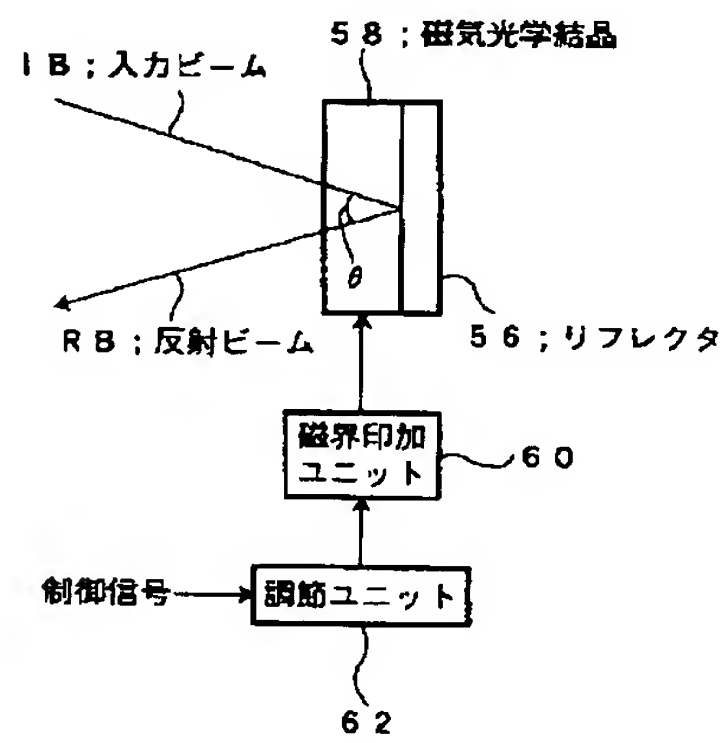 58;磁気光学結晶
IB;入力ビーム
θ
RB;反射ビーム
56;リフレクタ
磁界印加
ユニット
60
制御信号
調節ユニット
62